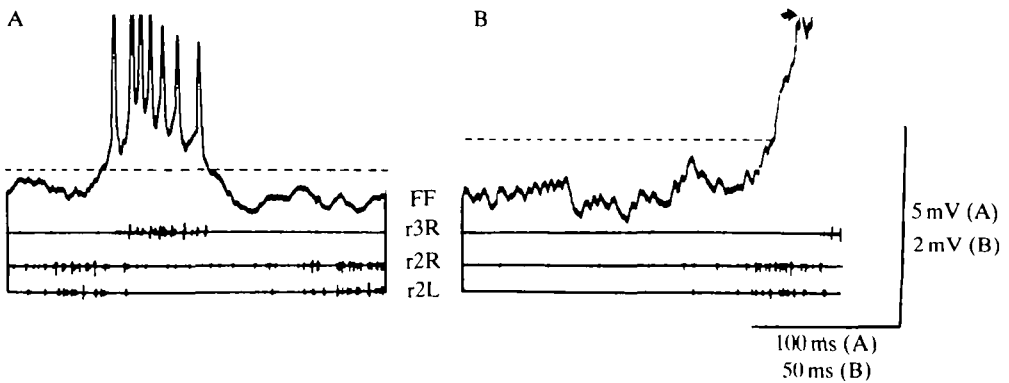 A
B
FF
r3R
r2R
r2L
5 mV (A)
2 mV (B)
100 ms (A)
50 ms (B)